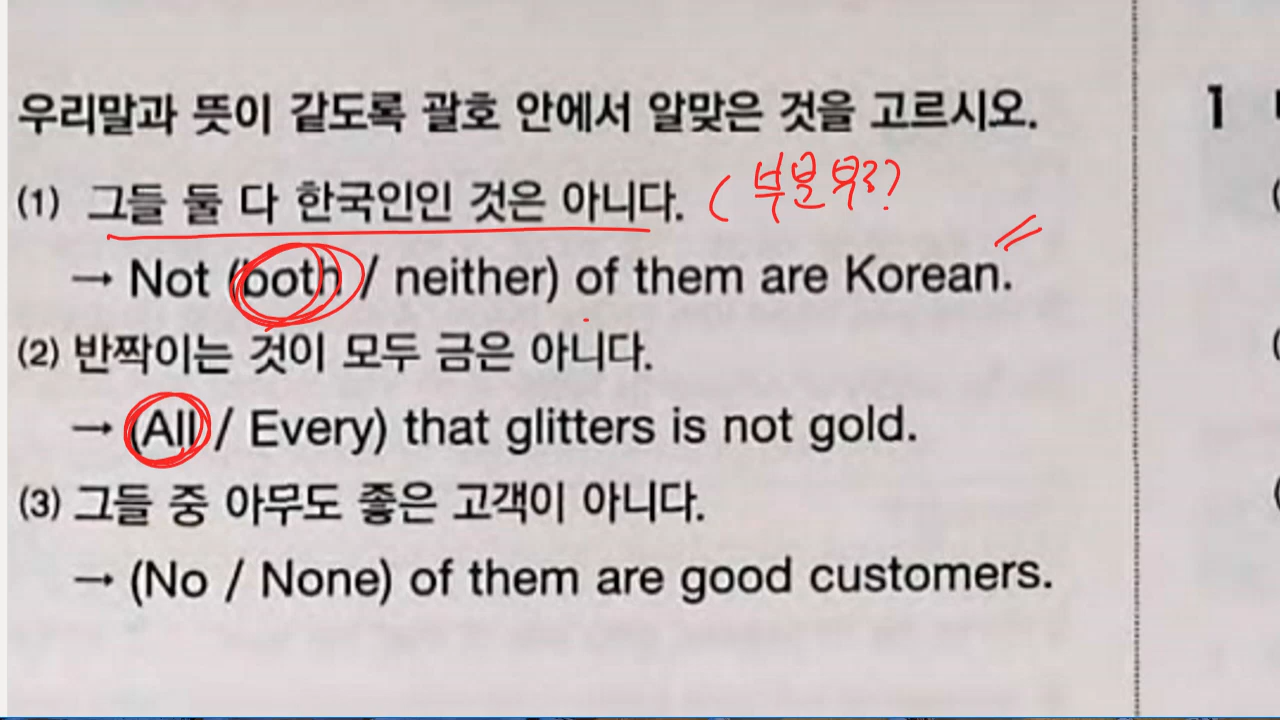 우리말과 뜻이 같도록 괄호 안에서 알맞은 것을 고르시오.
(1) 그들 둘 다 한국인인 것은 아니다. (부분
→ Not (both / neither) of them are Korean.
(2) 반짝이는 것이 모두 금은 아니다.
→ (All / Every) that glitters is not gold.
(3) 그들 중 아무도 좋은 고객이 아니다.
→ (No / None) of them are good customers.
1